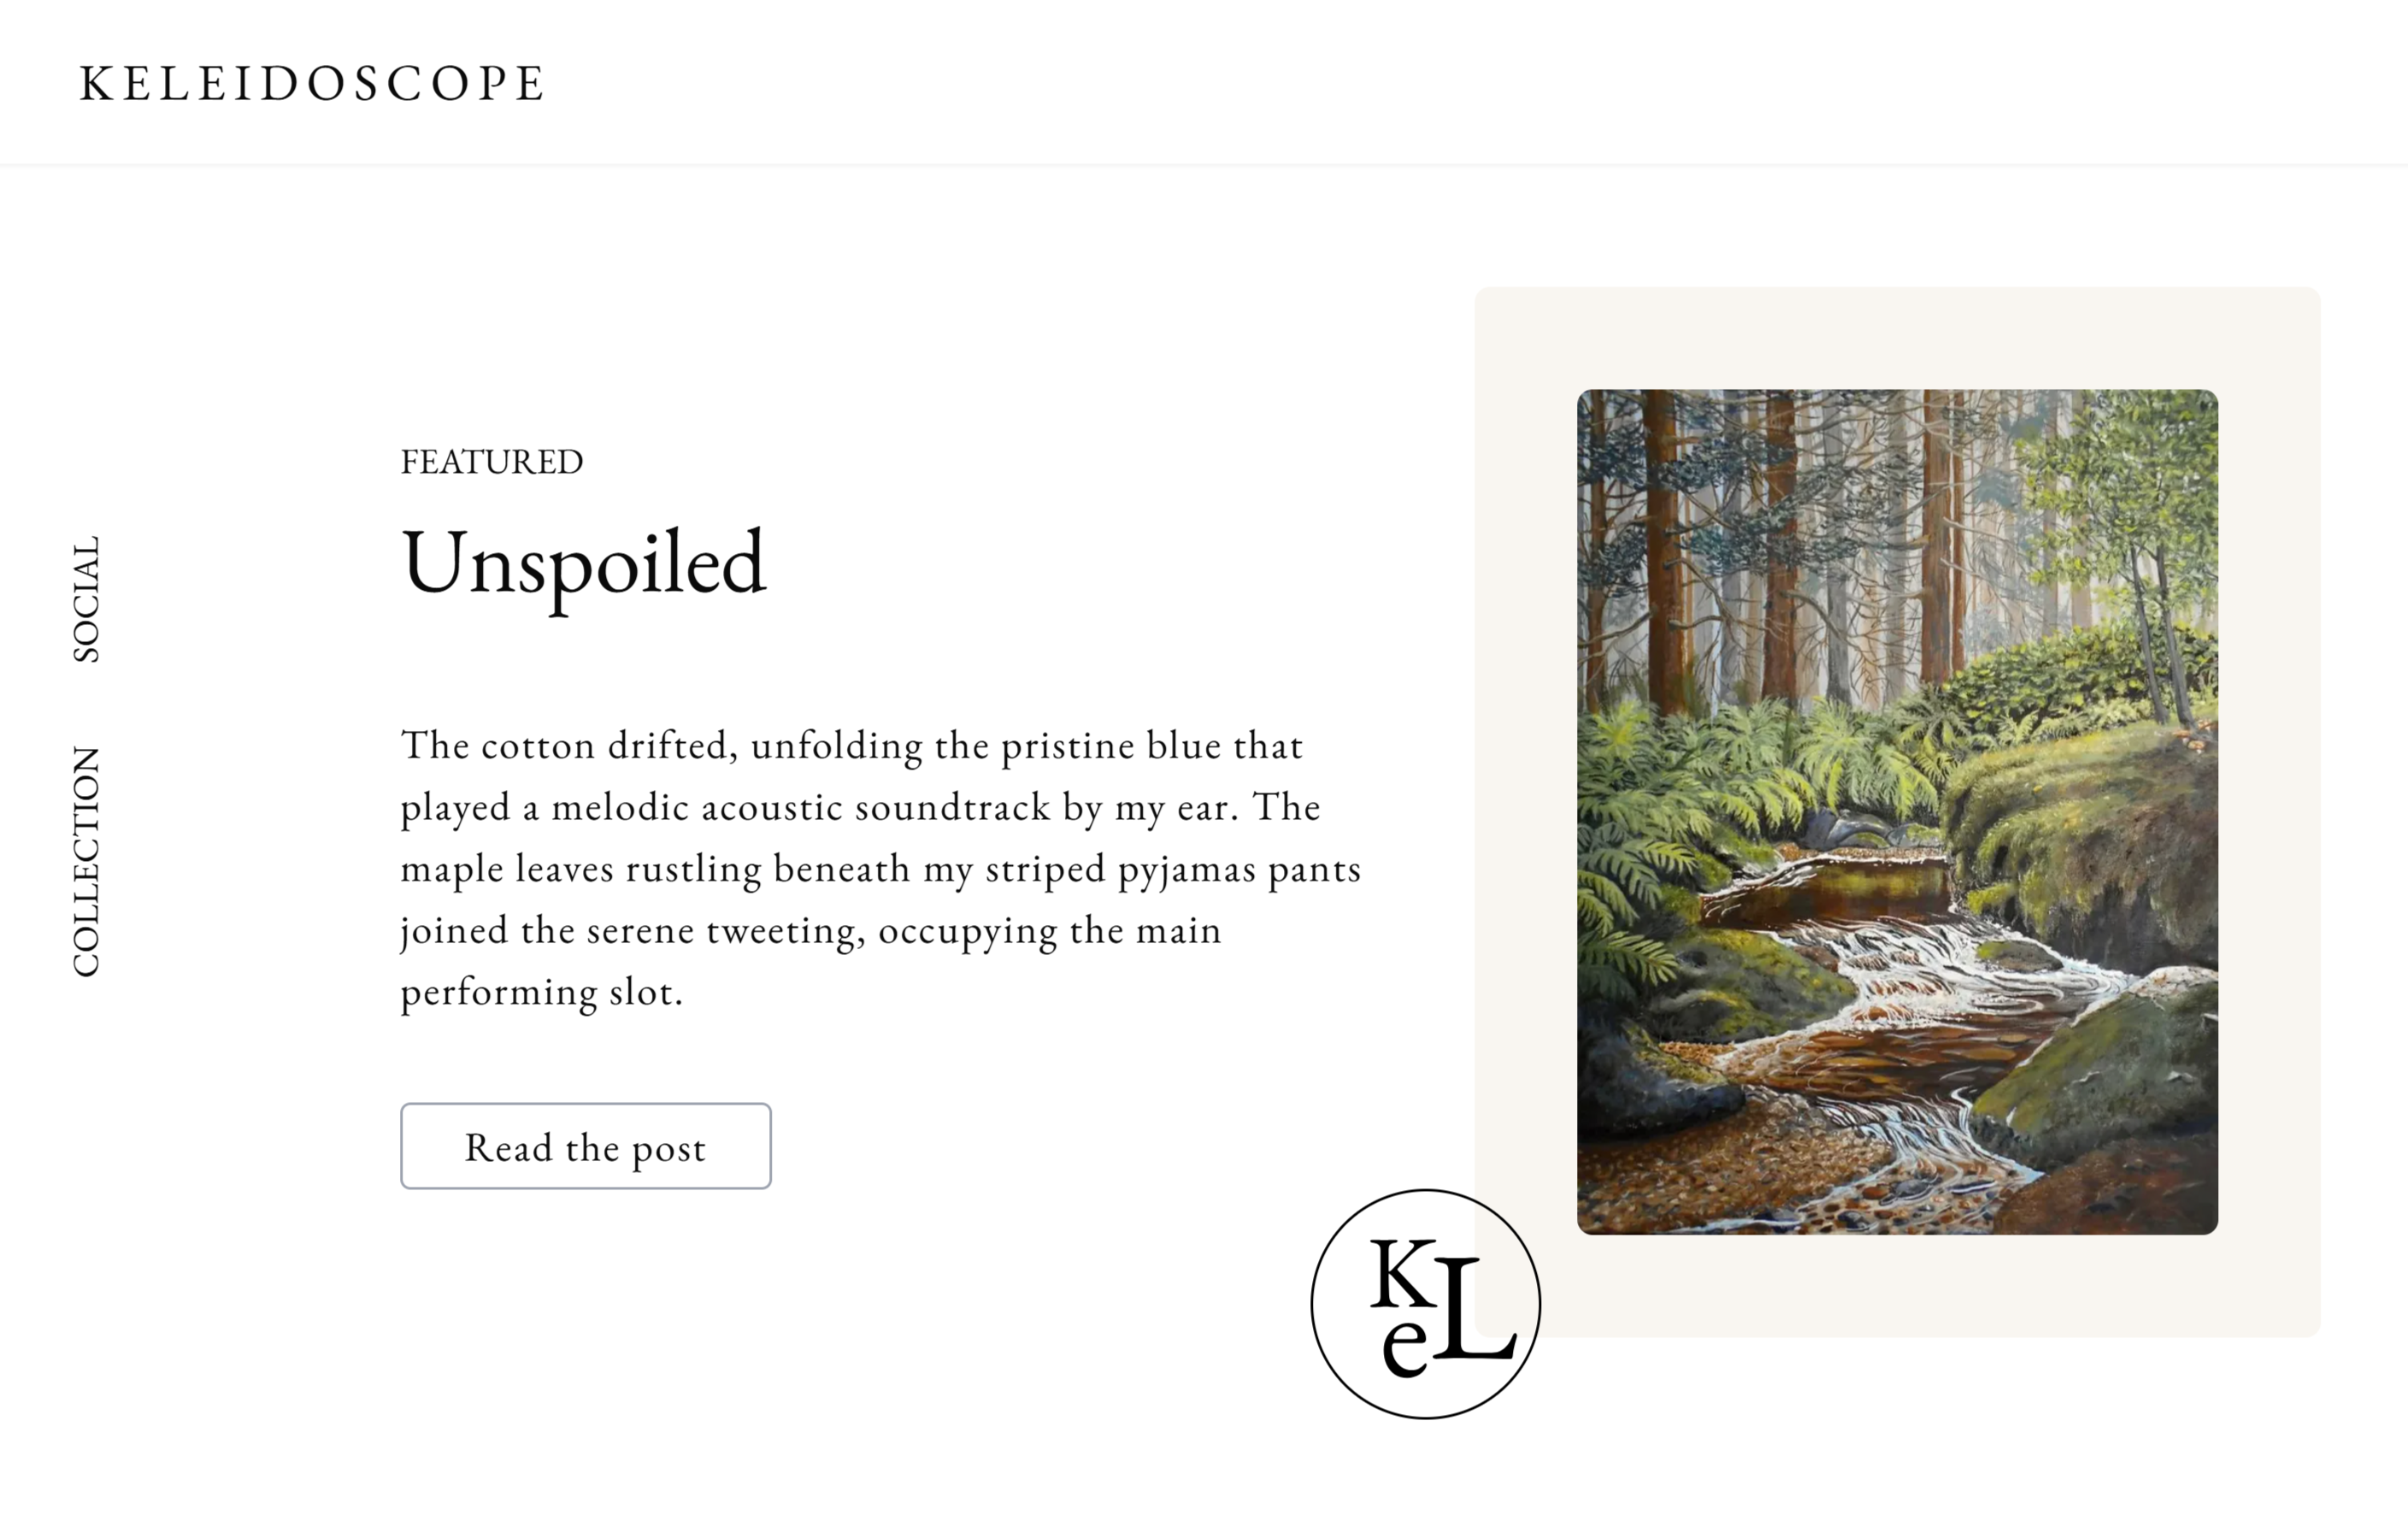 KELEIDOSCOPE
SOCIAL
COLLECTION
FEATURED
Unspoiled
The cotton drifted, unfolding the pristine blue that
played a melodic acoustic soundtrack by my ear. The
maple leaves rustling beneath my striped pyjamas pants
joined the serene tweeting, occupying the main
performing slot.
Read the post
KeL